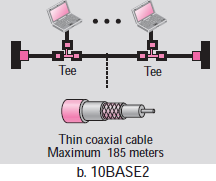 Tee Tee
Thin coaxial cable
Maximum 185 meters
b. 10BASE2